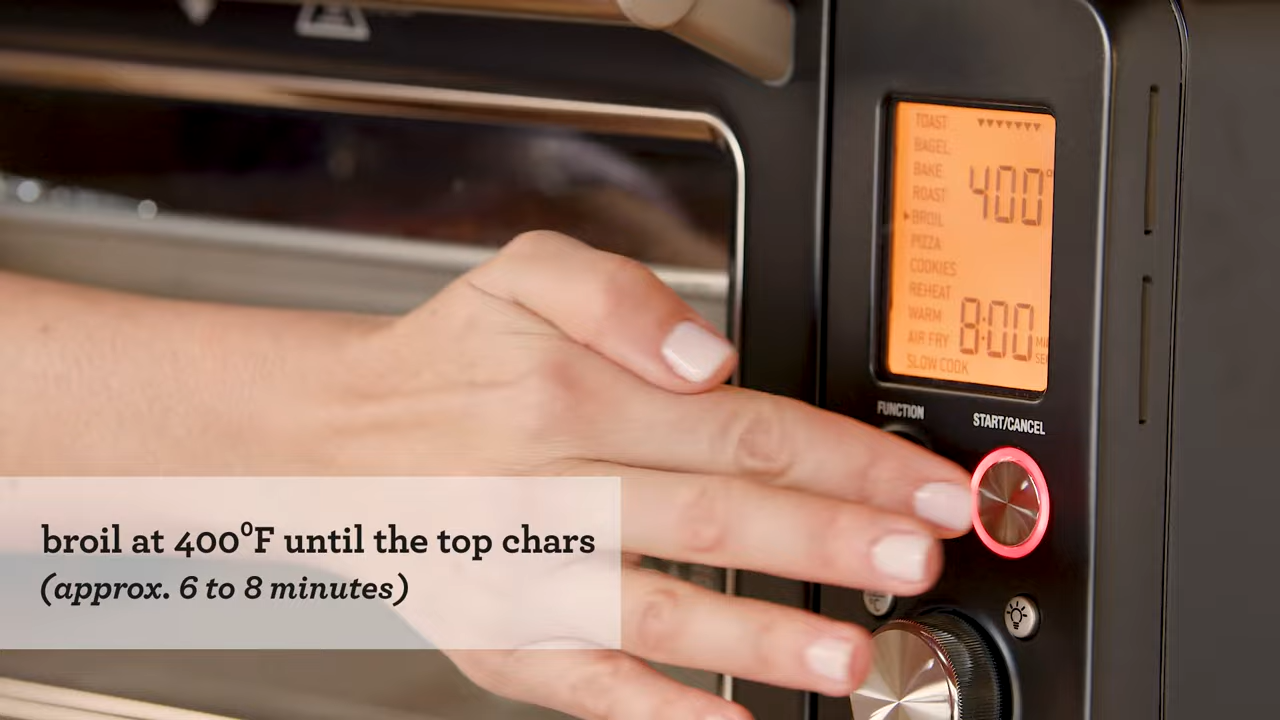 TOAST
BAGEL
BAKE
400°
ROAST
BROIL
PIZZA
COOKIES
REHEAT
WARM
8:00
AIR FRY
SLOW COOK
FUNCTION
START/CANCEL
broil at 400⁰F until the top chars
(approx. 6 to 8 minutes)